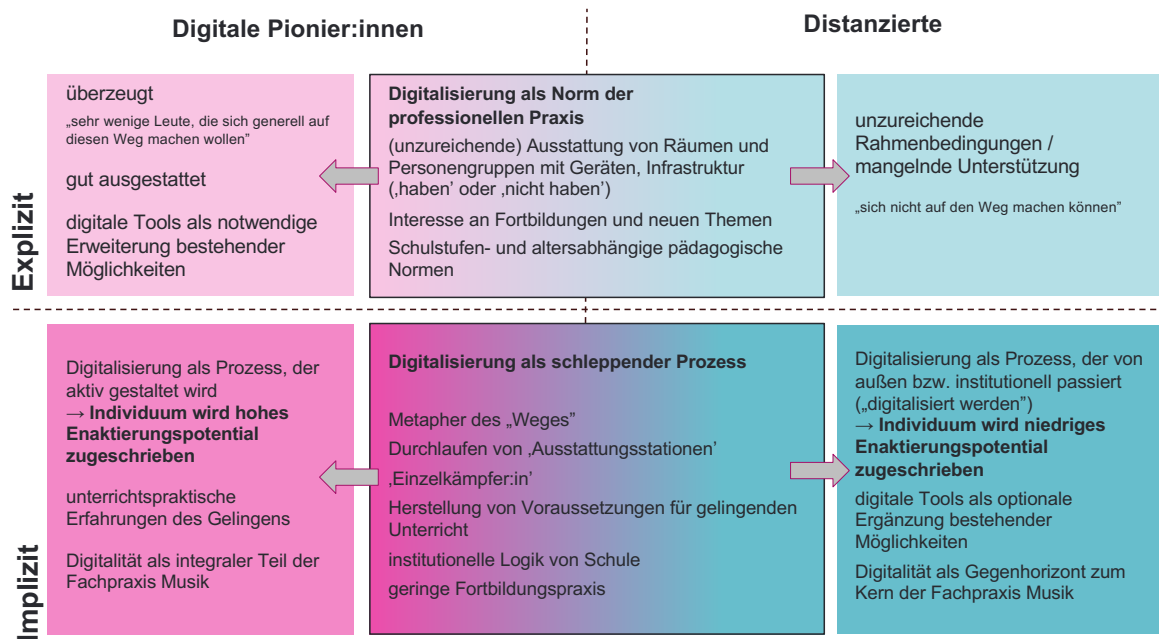 Digitale Pionier:innen
Distanzierte
Explizit
überzeugt
„sehr wenige Leute, die sich generell auf
diesen Weg machen wollen”
gut ausgestattet
digitale Tools als notwendige
Erweiterung bestehender
Möglichkeiten
Digitalisierung als Norm der
professionellen Praxis
(unzureichende) Ausstattung von Räumen und
Personengruppen mit Geräten, Infrastruktur
(‚haben’ oder ‚nicht haben’)
Interesse an Fortbildungen und neuen Themen
Schulstufen- und altersabhängige pädagogische
Normen
unzureichende
Rahmenbedingungen /
mangelnde Unterstützung
„sich nicht auf den Weg machen können”
Implizit
Digitalisierung als Prozess, der
aktiv gestaltet wird
→ Individuum wird hohes
Enaktierungspotential
zugeschrieben
unterrichtspraktische
Erfahrungen des Gelingens
Digitalität als integraler Teil der
Fachpraxis Musik
Digitalisierung als schleppender Prozess
Metapher des „Weges”
Durchlaufen von ‚Ausstattungsstationen’
‚Einzelkämpfer:in’
Herstellung von Voraussetzungen für gelingenden
Unterricht
institutionelle Logik von Schule
geringe Fortbildungspraxis
Digitalisierung als Prozess, der von
außen bzw. institutionell passiert
(„digitalisiert werden”)
→ Individuum wird niedriges
Enaktierungspotential
zugeschrieben
digitale Tools als optionale
Ergänzung bestehender
Möglichkeiten
Digitalität als Gegenhorizont zum
Kern der Fachpraxis Musik